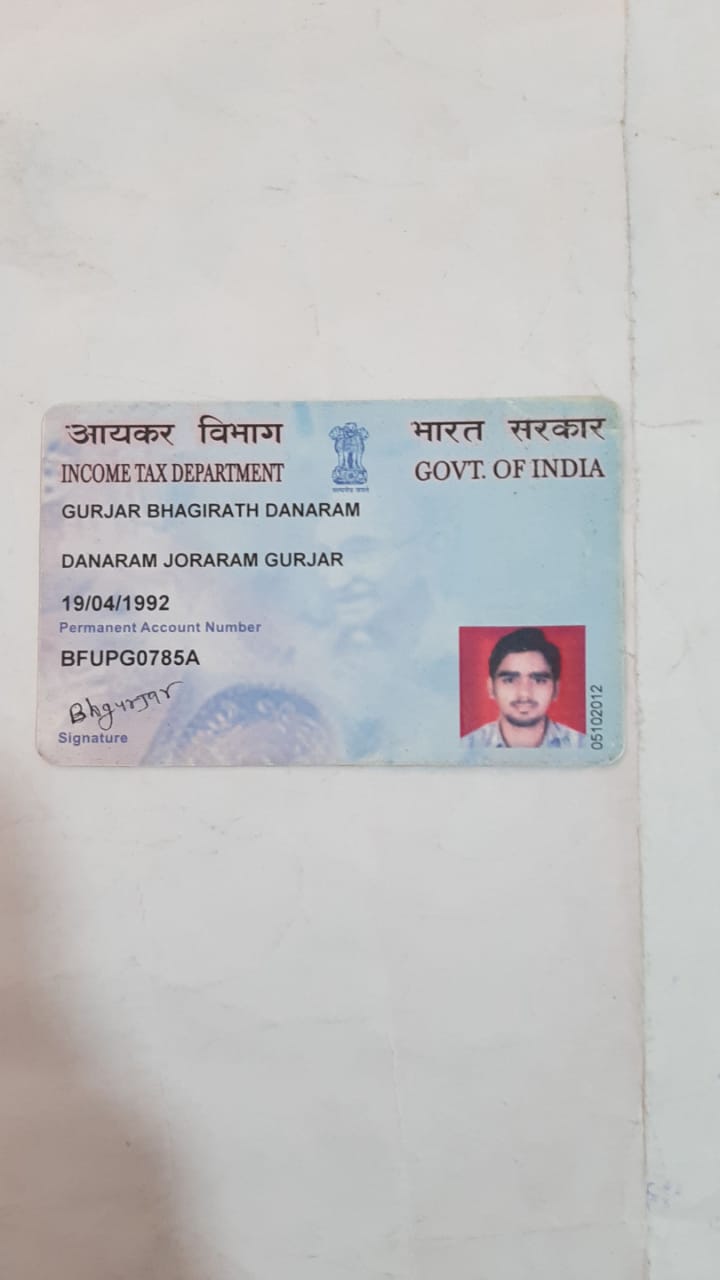 आयकर विभाग
भारत सरकार
INCOME TAX DEPARTMENT
GOVT. OF INDIA
सत्यमेव जयते
GURJAR BHAGIRATH DANARAM
DANARAM JORARAM GURJAR
19/04/1992
Permanent Account Number
BFUPG0785A
Bhgurjar
Signature
05102012